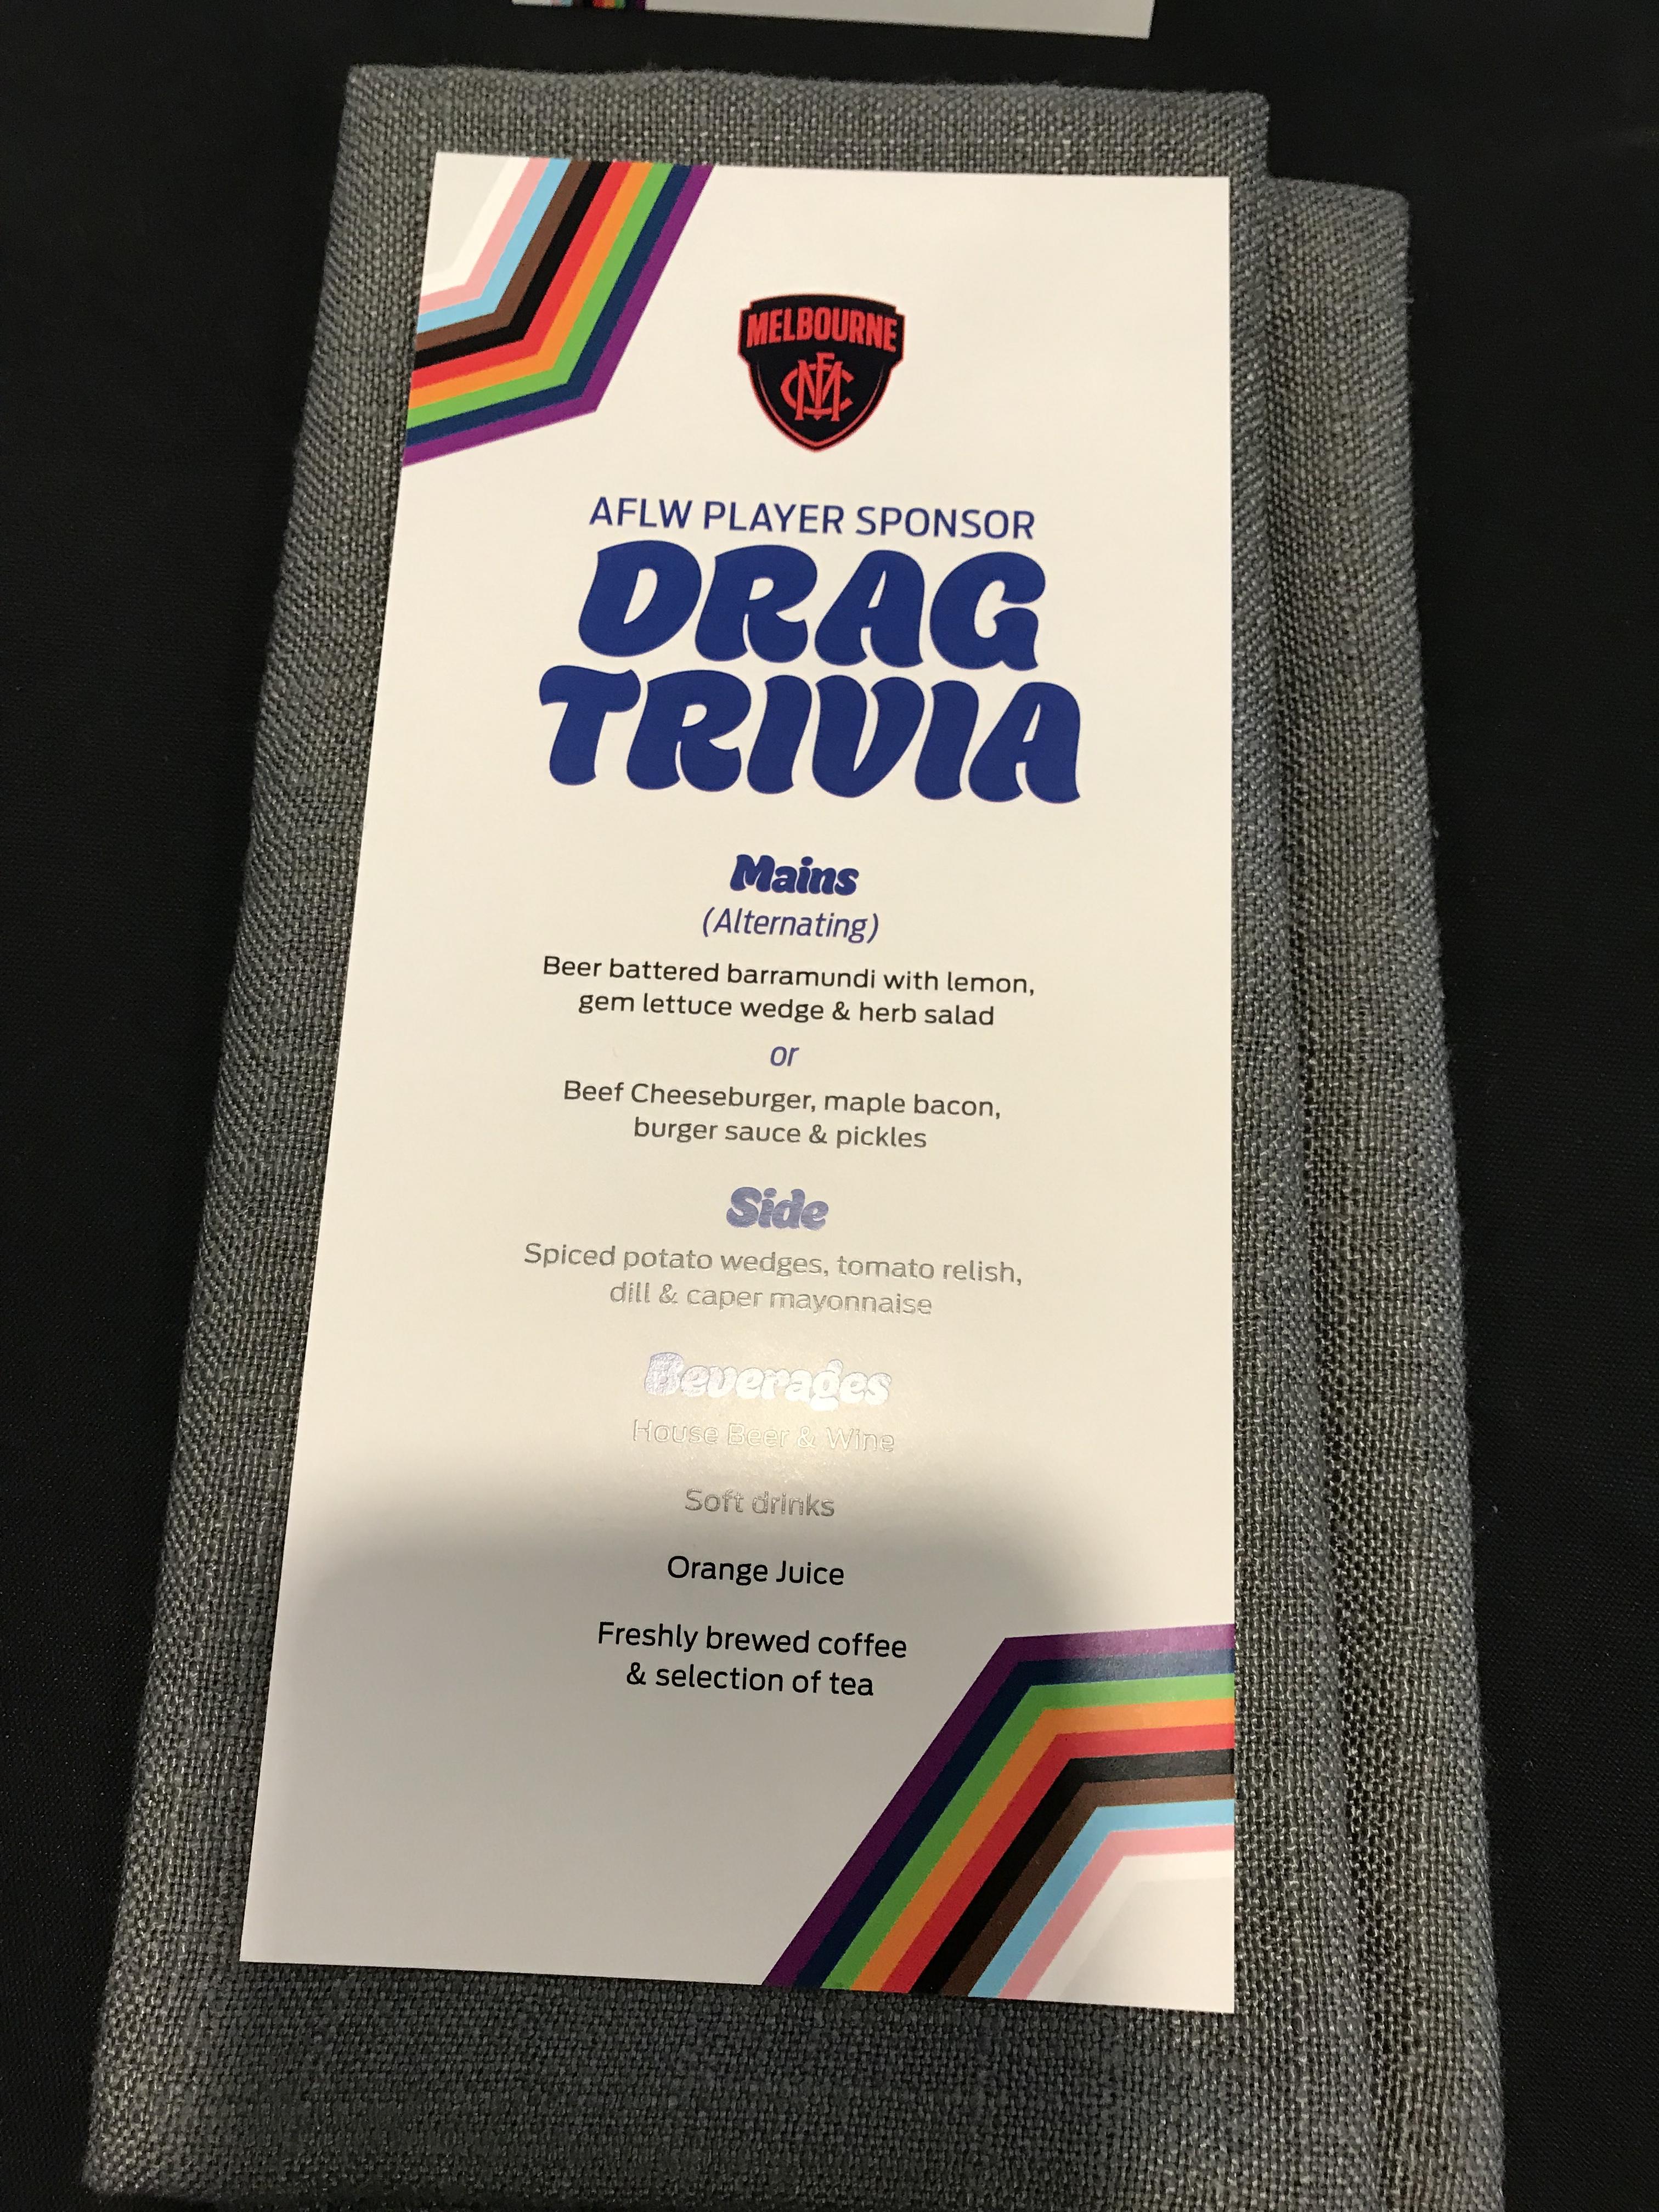 MELBOURNE
MFC
AFLW PLAYER SPONSOR
DRAG
TRIVIA
Mains
(Alternating)
Beer battered barramundi with lemon,
gem lettuce wedge & herb salad
or
Beef Cheeseburger, maple bacon,
burger sauce & pickles
Side
Spiced potato wedges, tomato relish,
dill & caper mayonnaise
Beverages
House Beer & Wine
Soft drinks
Orange Juice
Freshly brewed coffee
& selection of tea